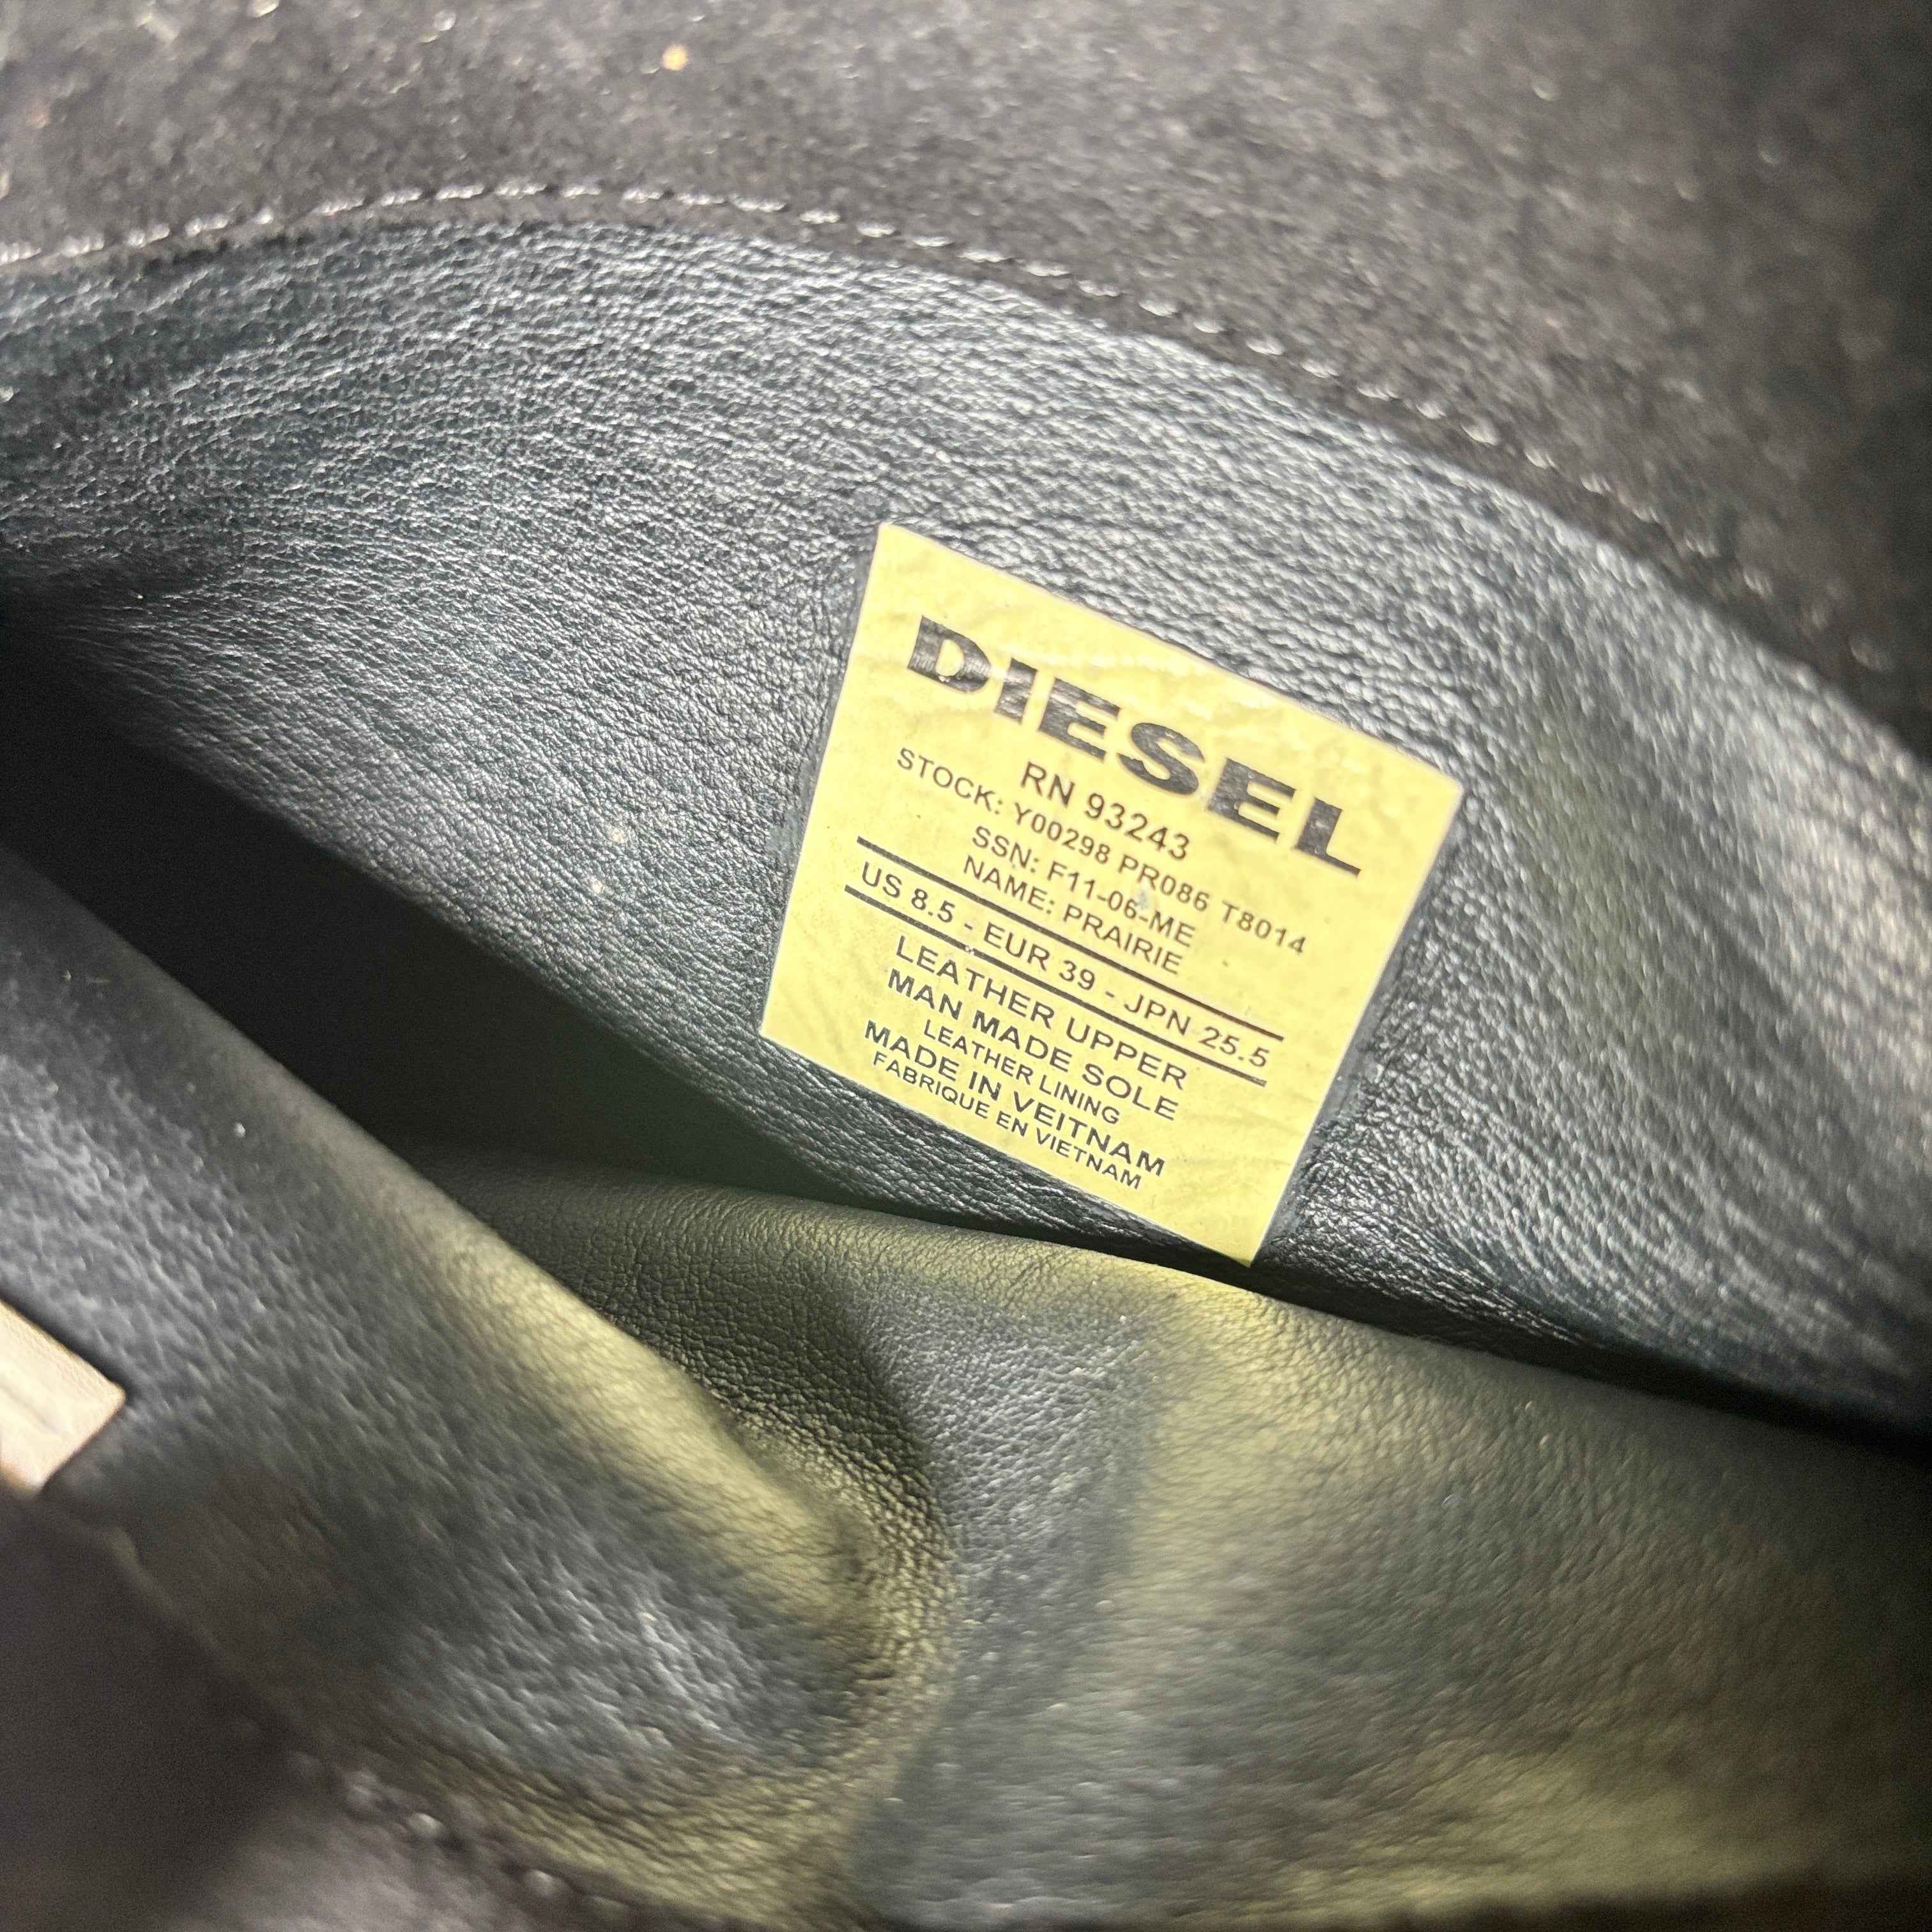 DIESEL
RN 93243
STOCK: Y00298 PR086 T8014
SSN: F11-06-ME
NAME: PRAIRIE
US 8.5 - EUR 39 - JPN 25.5
LEATHER UPPER
MAN MADE SOLE
LEATHER LINING
MADE IN VEITNAM
FABRIQUE EN VIETNAM